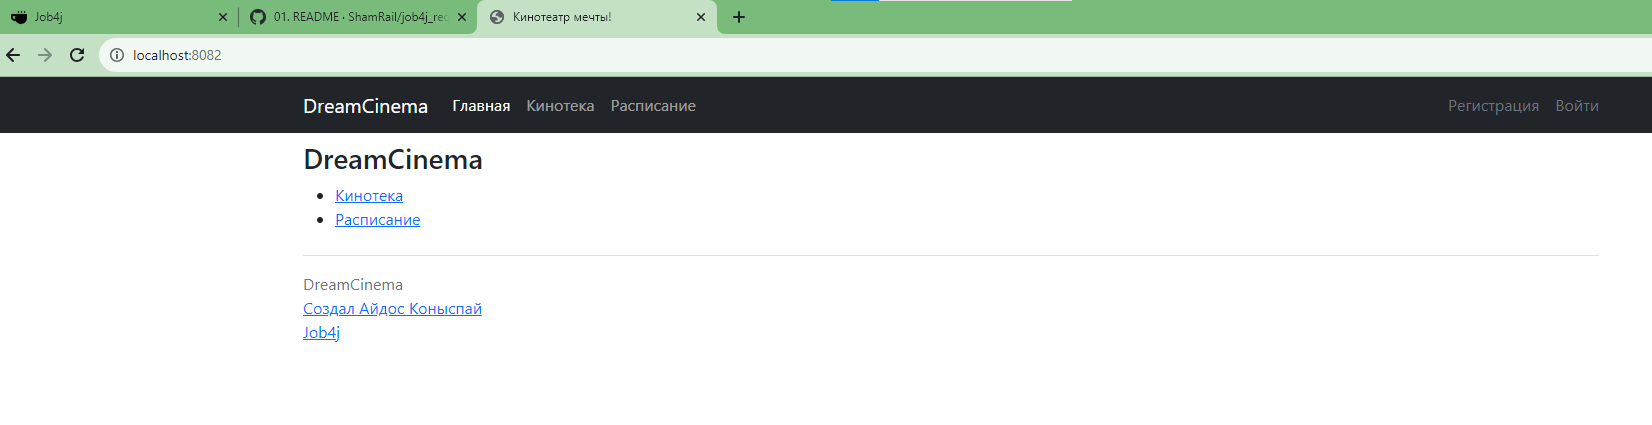 Job4j
01. README · ShamRail/job4j_rec
Кинотеатр мечты!
localhost:8082
DreamCinema Главная Кинотека Расписание Регистрация Войти
DreamCinema
Кинотека
Расписание
DreamCinema
Создал Айдос Коныспай
Job4j